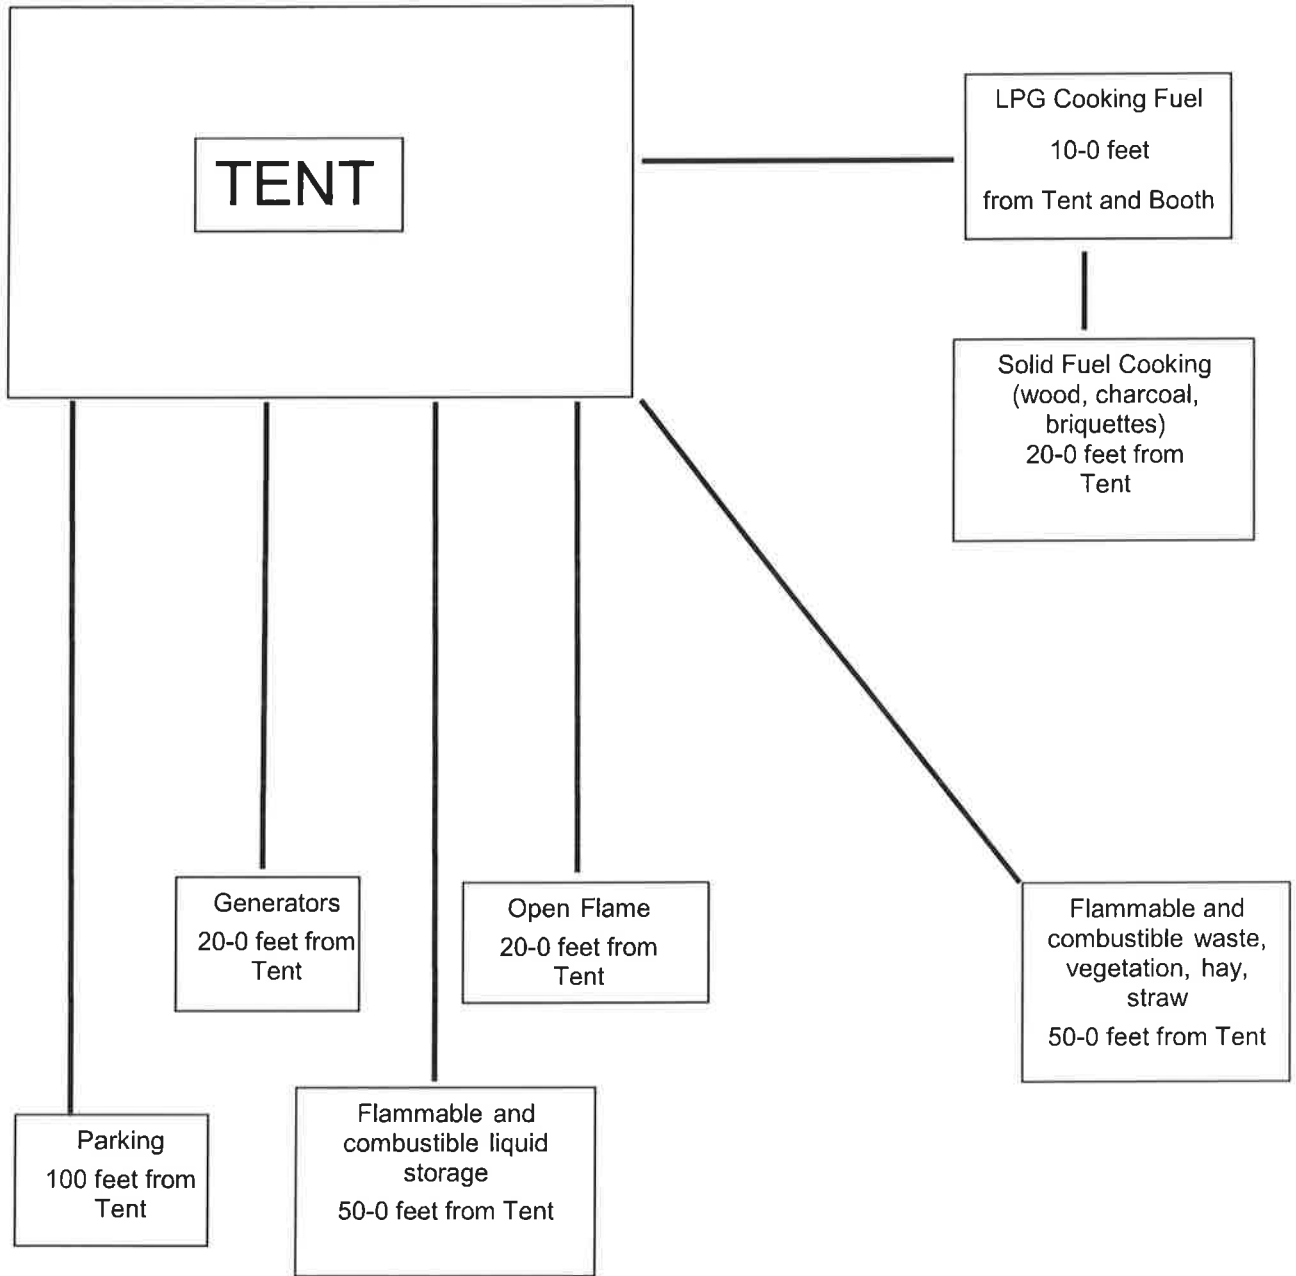 TENT
LPG Cooking Fuel
10-0 feet
from Tent and Booth
Solid Fuel Cooking
(wood, charcoal,
briquettes)
20-0 feet from
Tent
Generators
20-0 feet from
Tent
Open Flame
20-0 feet from
Tent
Flammable and
combustible waste,
vegetation, hay,
straw
50-0 feet from Tent
Parking
100 feet from
Tent
Flammable and
combustible liquid
storage
50-0 feet from Tent